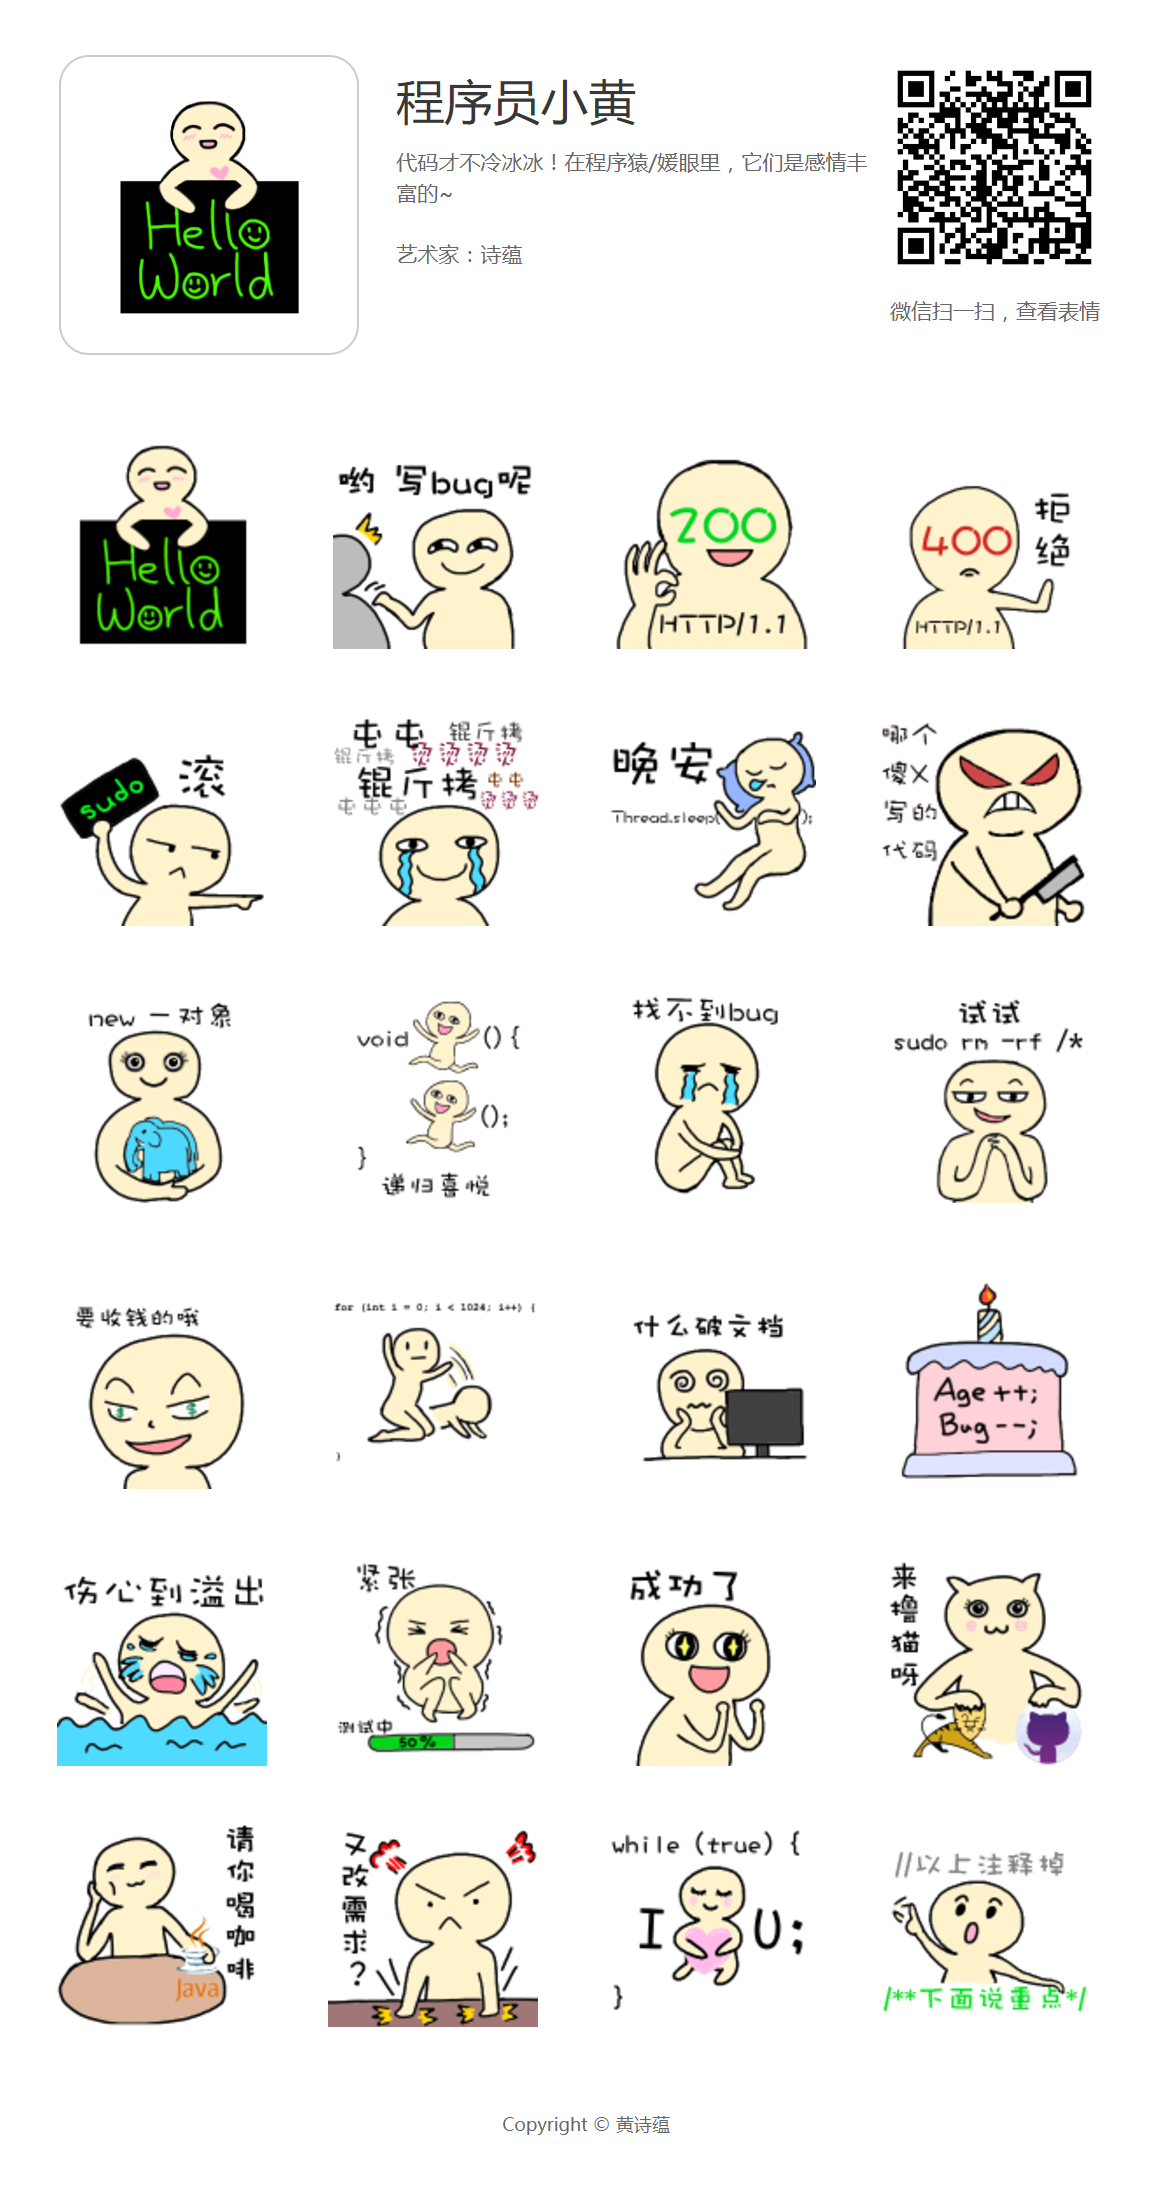 程序员小黄
代码才不冷冰冰！在程序猿/媛眼里，它们是感情丰
富的~
艺术家：诗蕴
Hello
World
微信扫一扫，查看表情
Hello
World
哟 写bug呢
200
HTTP/1.1
400
HTTP/1.1
拒绝
sudo
滚
屯屯 锟斤拷
锟斤拷 烫烫烫烫
锟斤拷 屯屯
屯屯屯 烫烫烫烫
晚安
Thread.sleep( );
哪个
傻X
写的
代码
new 一对象
void () {
();
}
递归喜悦
找不到bug
试试
sudo rm -rf /*
要收钱的哦
for (int i = 0; i < 1024; i++) {
}
什么破文档
Age++;
Bug--;
伤心到溢出
紧张
测试中
50%
成功了
来撸猫呀
请你喝咖啡
Java
又改需求？
while (true) {
I U;
}
//以上注释掉
/**下面说重点*/
Copyright © 黄诗蕴